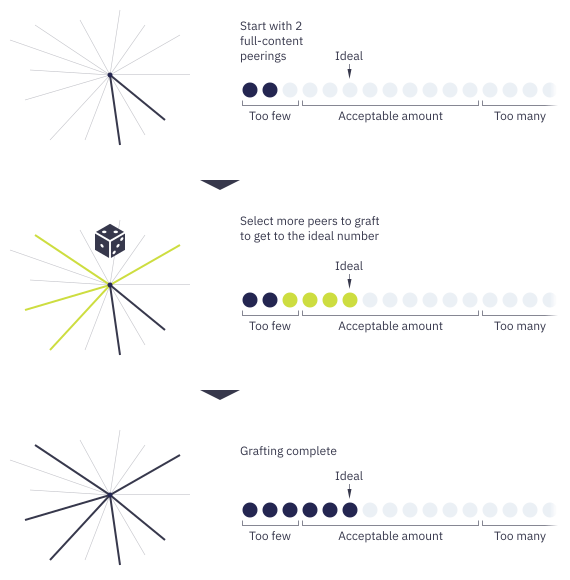 Start with 2
full-content
peerings
Ideal
Too few
Acceptable amount
Too many
Select more peers to graft
to get to the ideal number
Ideal
Too few
Acceptable amount
Too many
Grafting complete
Ideal
Too few
Acceptable amount
Too many